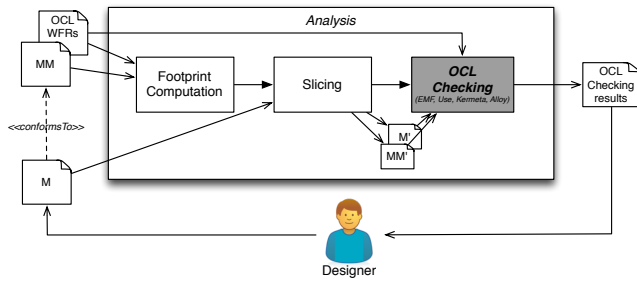 OCL
WFRs
Analysis
MM
Footprint
Computation
Slicing
OCL
Checking
(EMF, Use, Kermeta, Alloy)
OCL
Checking
results
<<conformsTo>>
M'
MM'
M
Designer